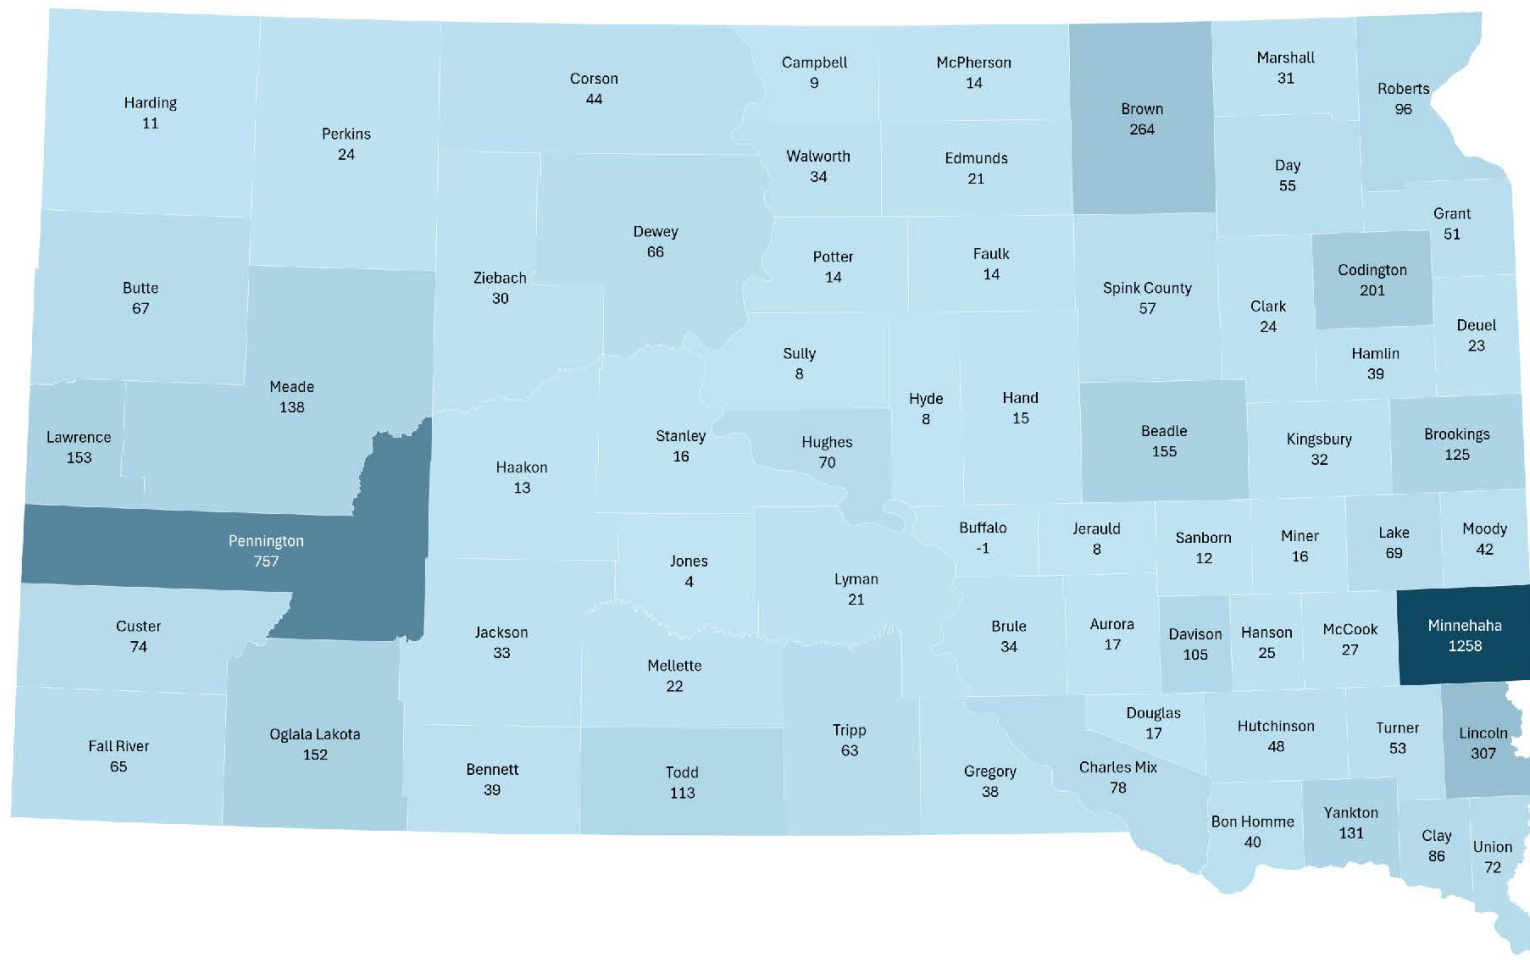 Harding
11
Perkins
24
Corson
44
Campbell
9
McPherson
14
Brown
264
Marshall
31
Roberts
96
Walworth
34
Edmunds
21
Day
55
Grant
51
Butte
67
Ziebach
30
Dewey
66
Potter
14
Faulk
14
Spink County
57
Clark
24
Codington
201
Deuel
23
Hamlin
39
Meade
138
Lawrence
153
Sully
8
Hyde
8
Hand
15
Stanley
16
Hughes
70
Haakon
13
Beadle
155
Kingsbury
32
Brookings
125
Pennington
757
Jones
4
Lyman
21
Buffalo
-1
Jerauld
8
Sanborn
12
Miner
16
Lake
69
Moody
42
Custer
74
Jackson
33
Mellette
22
Brule
34
Aurora
17
Davison
105
Hanson
25
McCook
27
Minnehaha
1258
Fall River
65
Oglala Lakota
152
Bennett
39
Todd
113
Tripp
63
Gregory
38
Douglas
17
Charles Mix
78
Hutchinson
48
Turner
53
Lincoln
307
Bon Homme
40
Yankton
131
Clay
86
Union
72